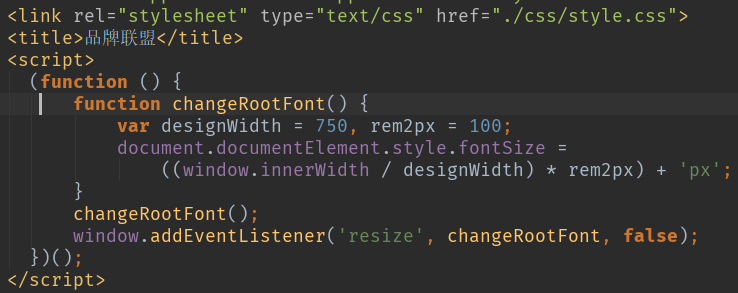 <link rel="stylesheet" type="text/css" href="./css/style.css">
<title>品牌联盟</title>
<script>
(function () {
function changeRootFont() {
var designWidth = 750, rem2px = 100;
document.documentElement.style.fontSize =
((window.innerWidth / designWidth) * rem2px) + 'px';
}
changeRootFont();
window.addEventListener('resize', changeRootFont, false);
})();
</script>